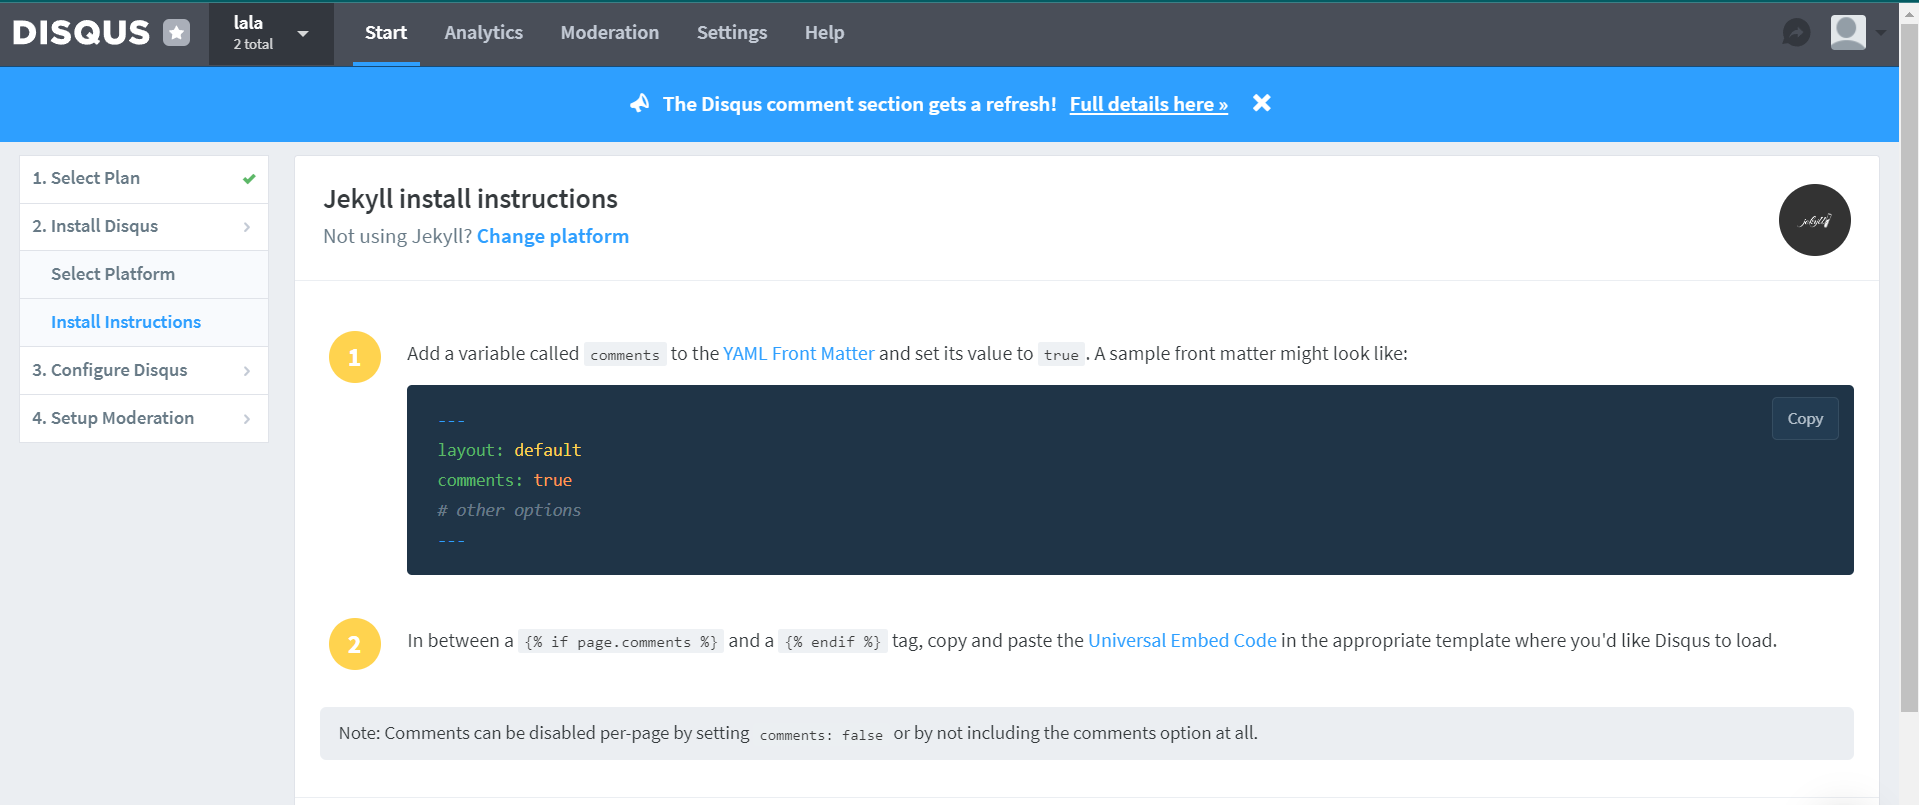 DISQUS
lala
2 total
Start Analytics Moderation Settings Help
The Disqus comment section gets a refresh! Full details here »
1. Select Plan
2. Install Disqus
Select Platform
Install Instructions
3. Configure Disqus
4. Setup Moderation
Jekyll install instructions
Not using Jekyll? Change platform
jekyll
1 Add a variable called comments to the YAML Front Matter and set its value to true. A sample front matter might look like:
Copy
---
layout: default
comments: true
# other options
---
2 In between a {% if page.comments %} and a {% endif %} tag, copy and paste the Universal Embed Code in the appropriate template where you'd like Disqus to load.
Note: Comments can be disabled per-page by setting comments: false or by not including the comments option at all.